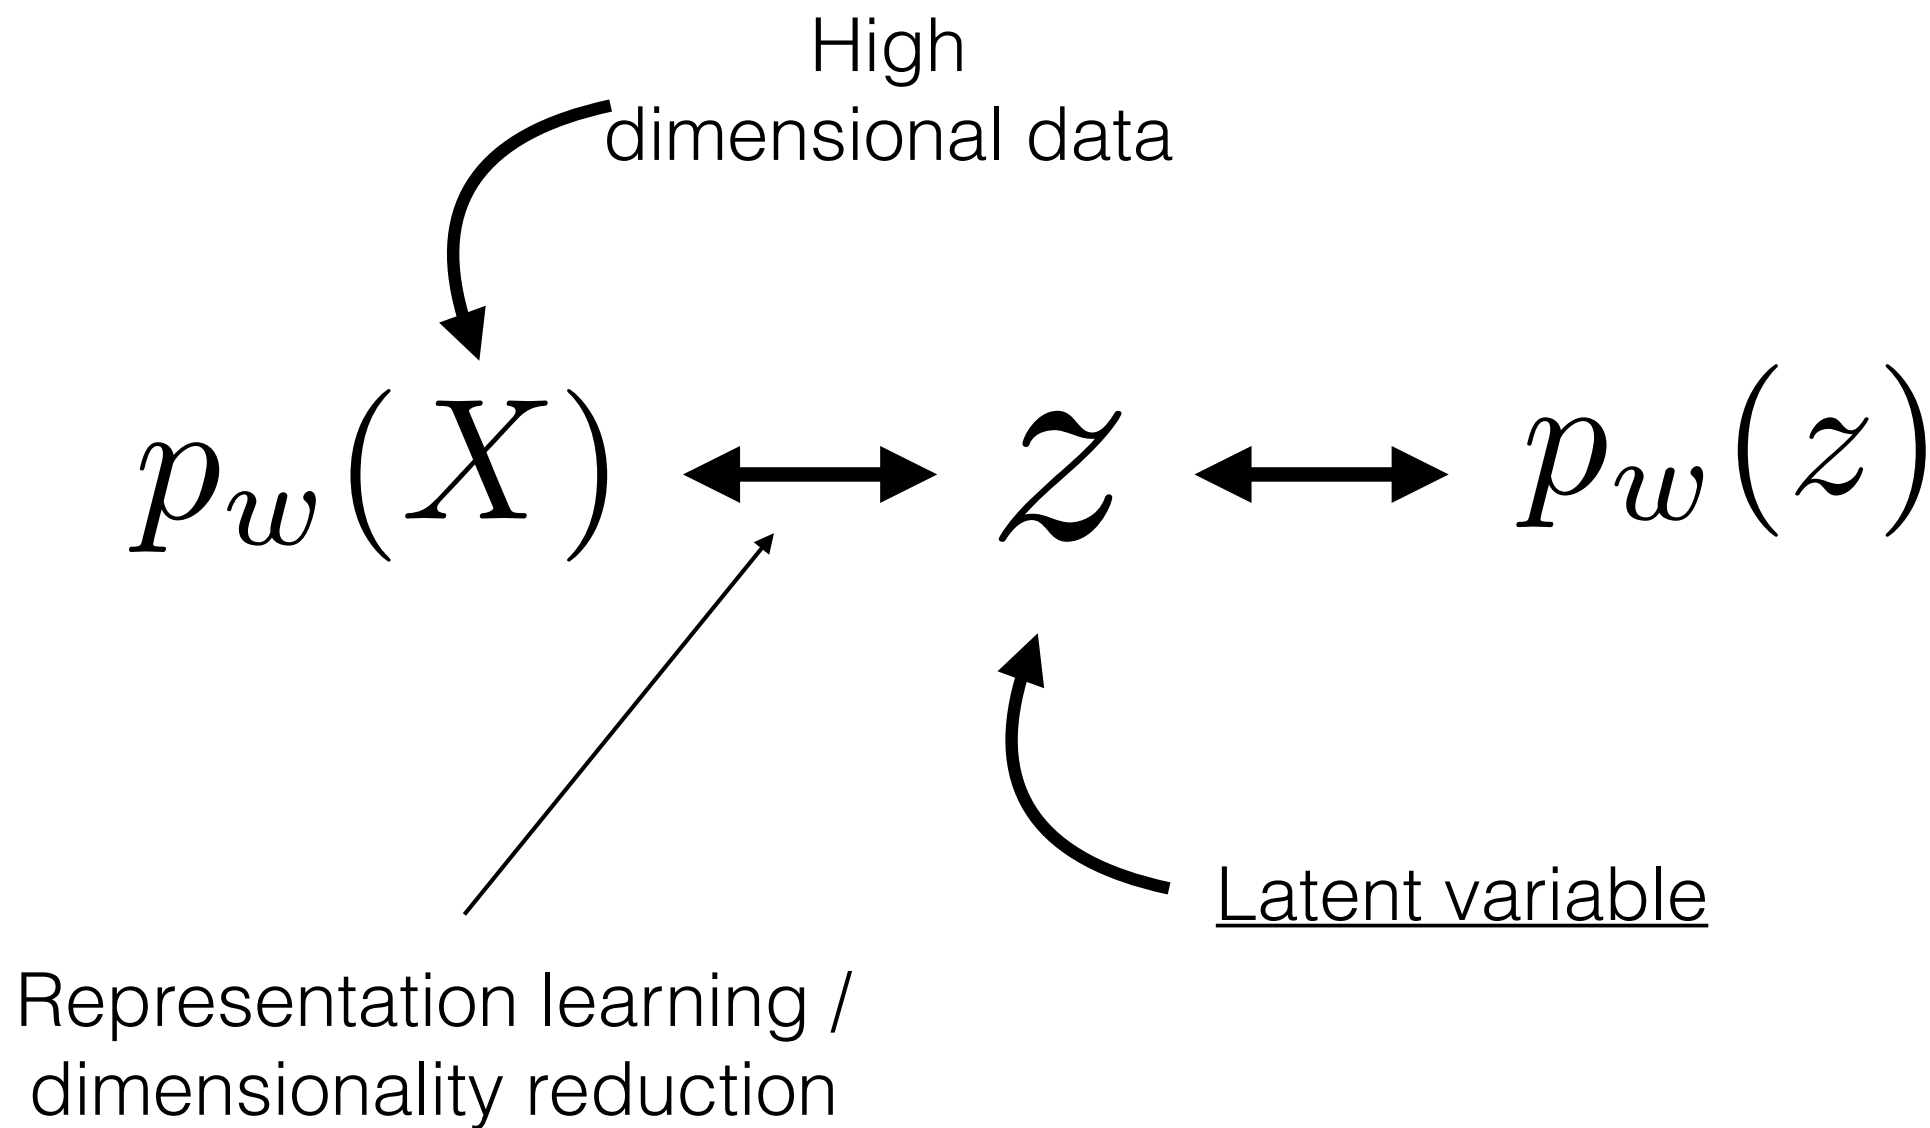 High
dimensional data
p_w(X) ⟷ z ⟷ p_w(z)
Latent variable
Representation learning /
dimensionality reduction